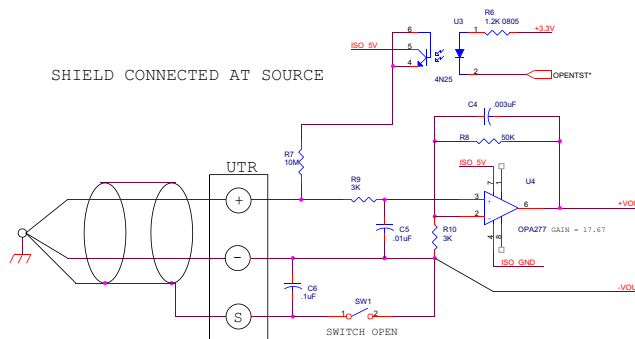 R6
1.2K 0805
+3.3V
6
U3
1
ISO_5V
5
4
4N25
2
OPENTST*
SHIELD CONNECTED AT SOURCE
C4
.003uF
R8
50K
R7
10M
UTR
ISO_5V
R9
3K
7
1
U4
+
3
+
6
2
-
OPA277
GAIN = 17.67
C5
.01uF
R10
3K
4
8
−
ISO_GND
C6
.1uF
SW1
S
1
2
SWITCH OPEN